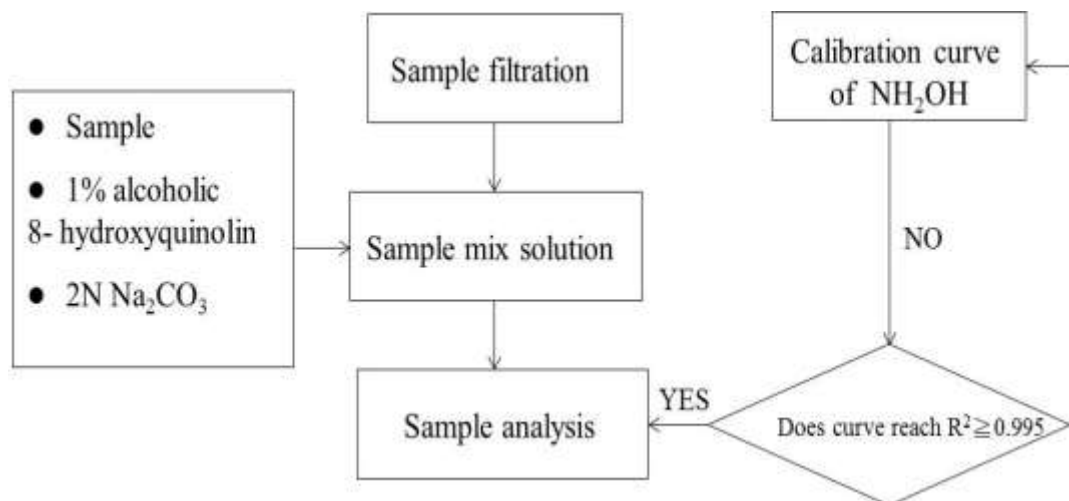 Sample filtration
Calibration curve
of NH₂OH
● Sample
● 1% alcoholic
8- hydroxyquinolin
● 2N Na₂CO₃
Sample mix solution
NO
YES
Sample analysis
Does curve reach R²≧0.995